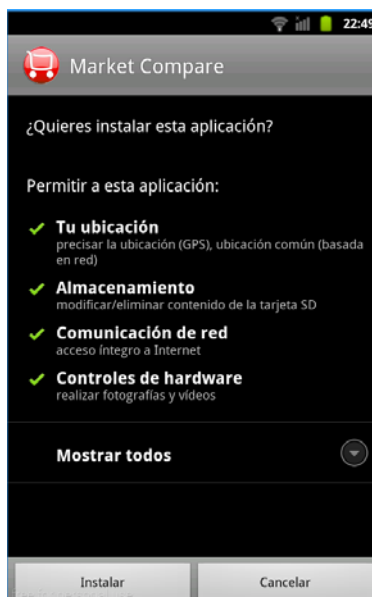 22:49
Market Compare
¿Quieres instalar esta aplicación?
Permitir a esta aplicación:
Tu ubicación
precisar la ubicación (GPS), ubicación común (basada
en red)
Almacenamiento
modificar/eliminar contenido de la tarjeta SD
Comunicación de red
acceso íntegro a Internet
Controles de hardware
realizar fotografías y vídeos
Mostrar todos
Instalar
Cancelar